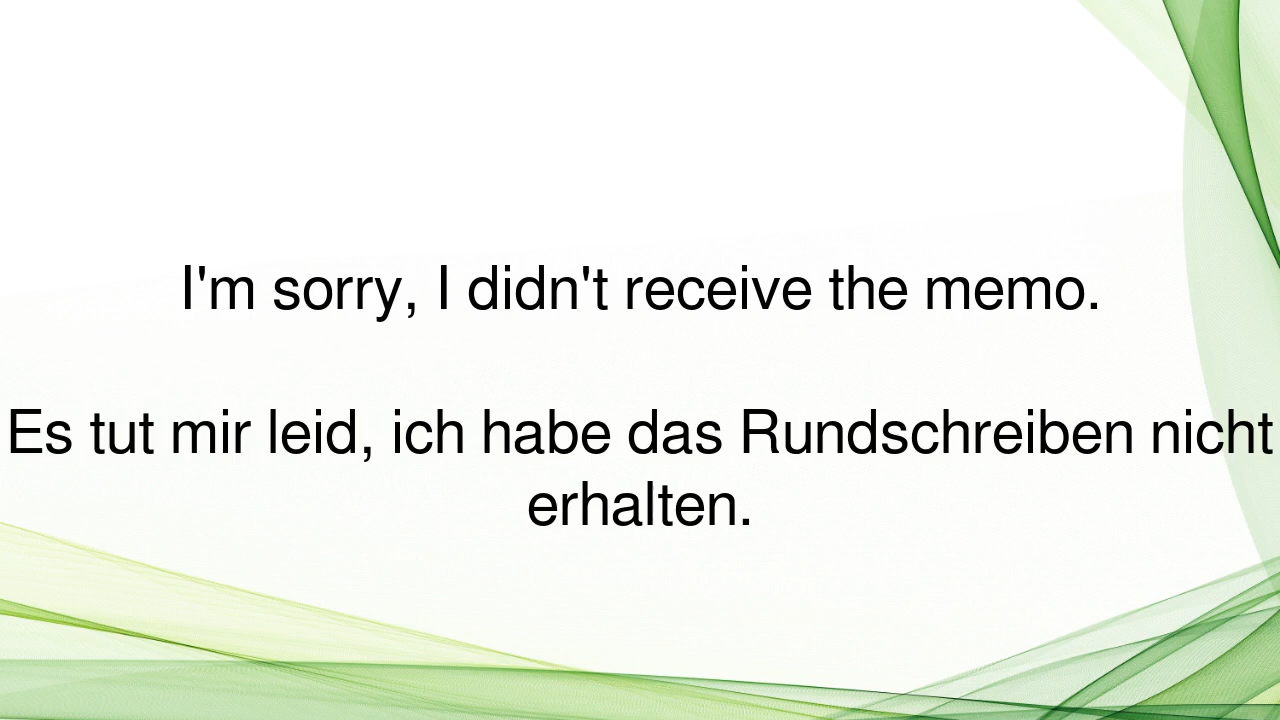 I'm sorry, I didn't receive the memo.
Es tut mir leid, ich habe das Rundschreiben nicht
erhalten.